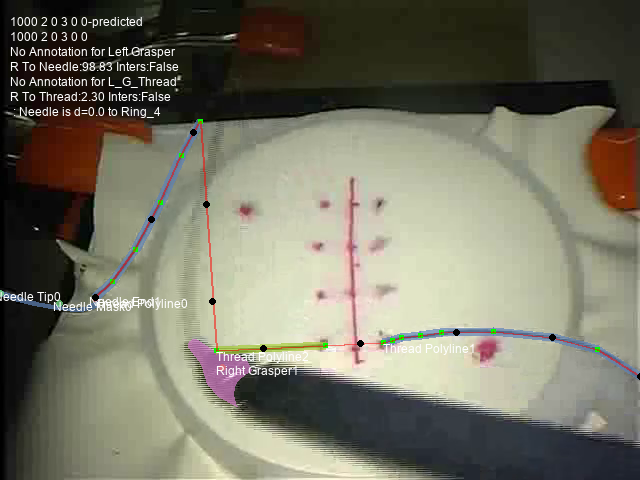 1000 2 0 3 0 0-predicted
1000 2 0 3 0 0
No Annotation for Left Grasper
R To Needle:98.83 Inters:False
No Annotation for L_G_Thread
R To Thread:2.30 Inters:False
: Needle is d=0.0 to Ring_4
Needle Tip0
Needle End1
Needle Mask0
Polyline0
Thread Polyline1
Thread Polyline2
Right Grasper1